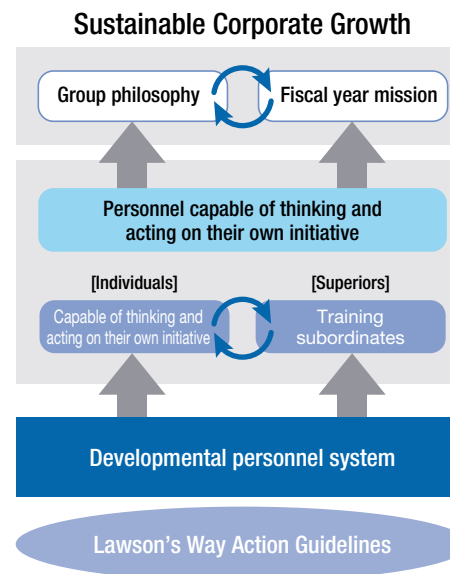 Sustainable Corporate Growth
Group philosophy
Fiscal year mission
Personnel capable of thinking and
acting on their own initiative
[Individuals]
[Superiors]
Capable of thinking and
acting on their own initiative
Training
subordinates
Developmental personnel system
Lawson's Way Action Guidelines